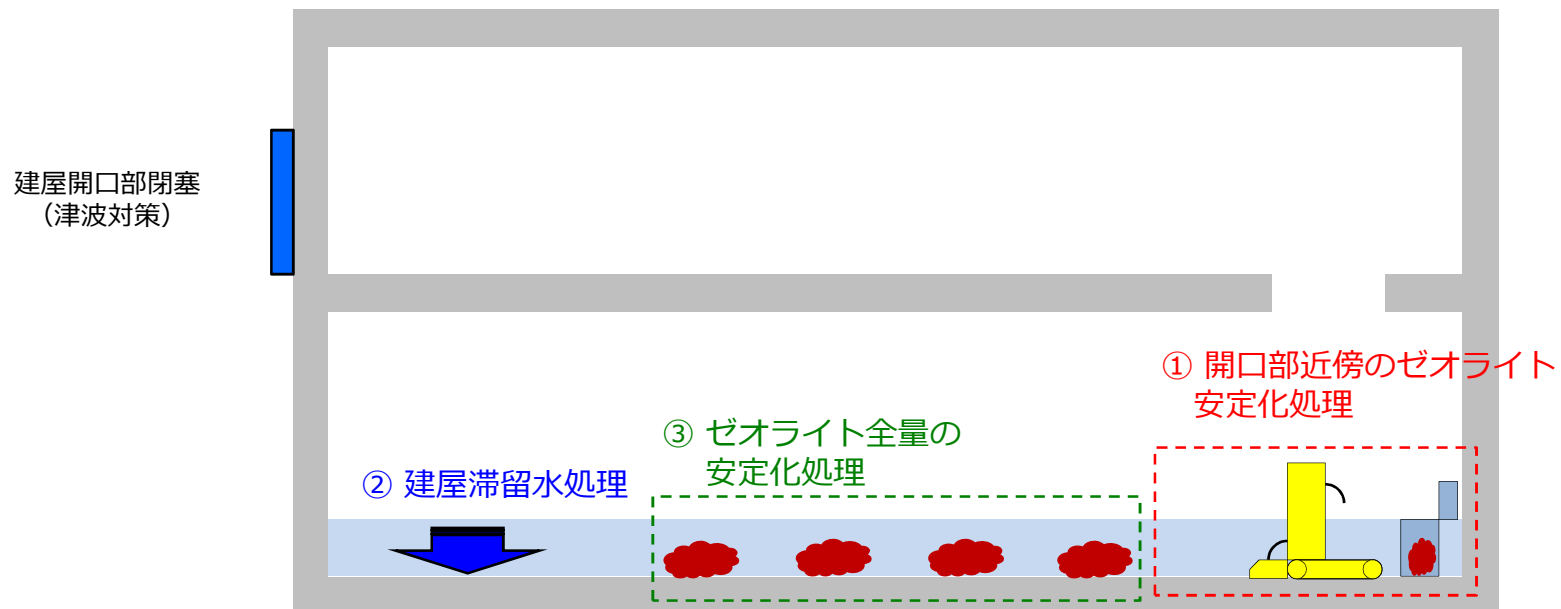 建屋開口部閉塞
（津波対策）
① 開口部近傍のゼオライト
安定化処理
③ ゼオライト全量の
安定化処理
② 建屋滞留水処理